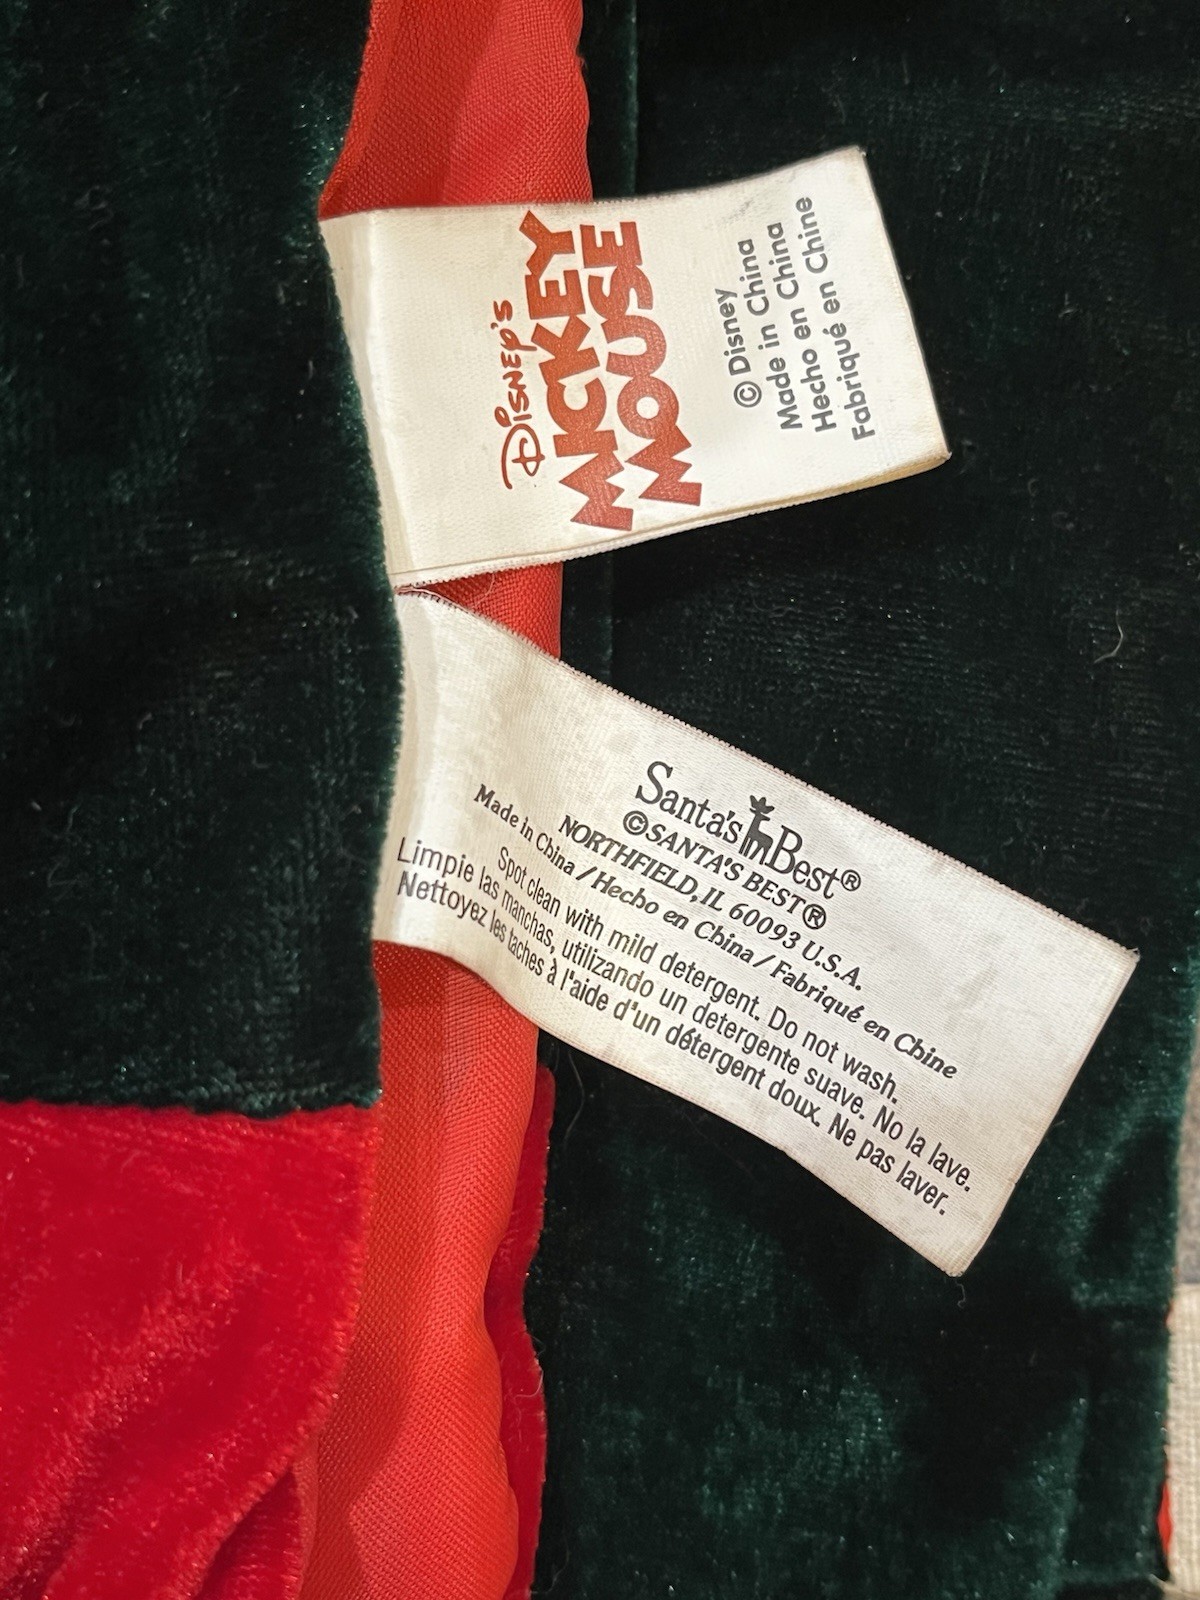 Disney's
MICKEY
MOUSE
© Disney
Made in China
Hecho en China
Fabriqué en Chine
Santa's Best®
©SANTA'S BEST®
NORTHFIELD, IL 60093 U.S.A.
Made in China / Hecho en China / Fabriqué en Chine
Spot clean with mild detergent. Do not wash.
Limpie las manchas, utilizando un detergente suave. No la lave.
Nettoyez les taches à l'aide d'un détergent doux. Ne pas laver.